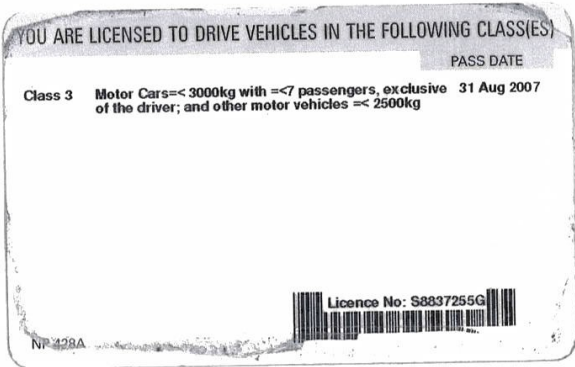 YOU ARE LICENSED TO DRIVE VEHICLES IN THE FOLLOWING CLASS(ES)
PASS DATE
Class 3 Motor Cars=< 3000kg with =<7 passengers, exclusive 31 Aug 2007
of the driver; and other motor vehicles =< 2500kg
Licence No: S8837255G
NP 428A